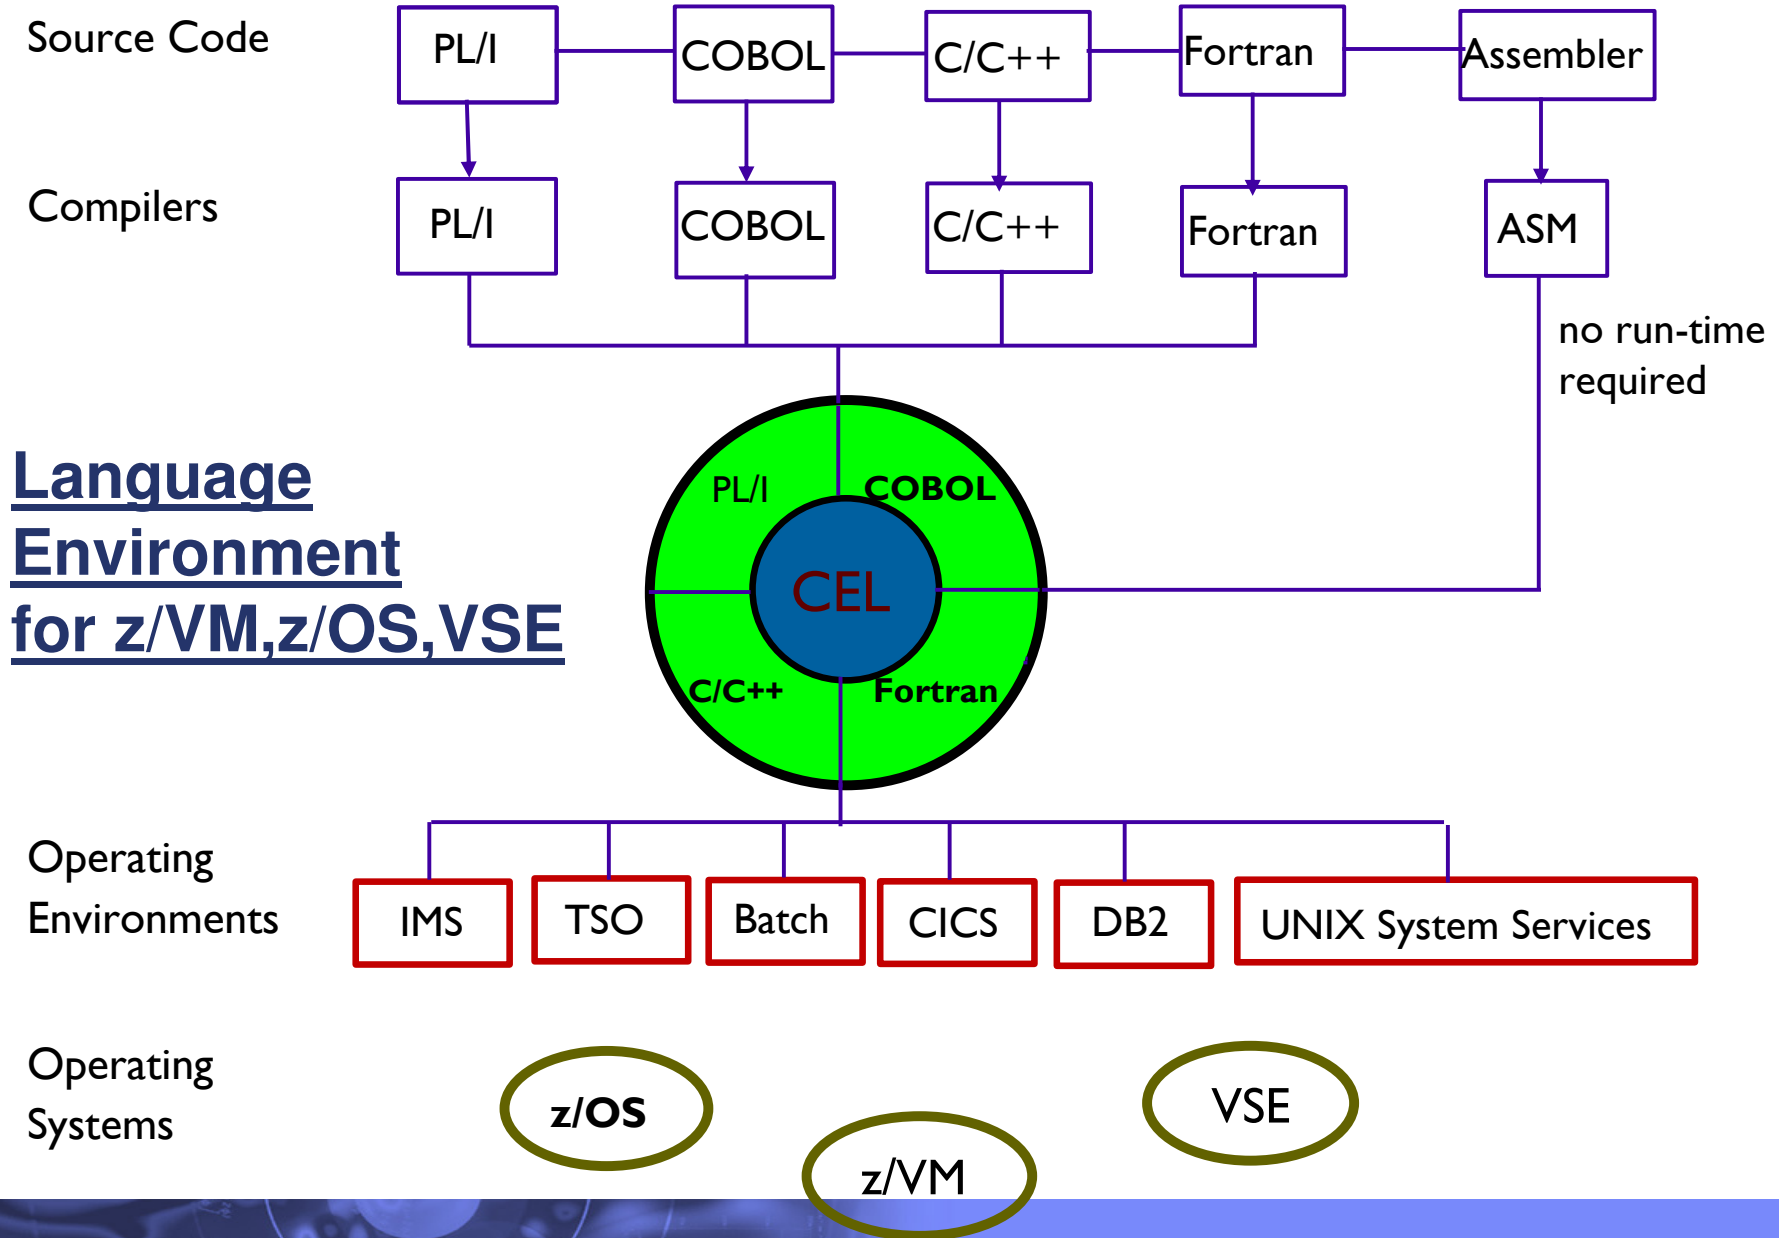 Source Code
PL/I
COBOL
C/C++
Fortran
Assembler
Compilers
PL/I
COBOL
C/C++
Fortran
ASM
no run-time
required
Language
Environment
for z/VM,z/OS,VSE
PL/I
COBOL
CEL
C/C++
Fortran
Operating
Environments
IMS
TSO
Batch
CICS
DB2
UNIX System Services
Operating
Systems
z/OS
z/VM
VSE